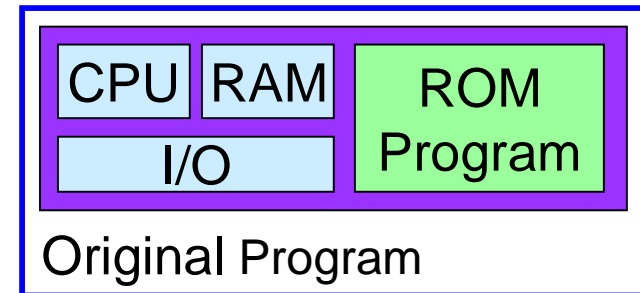 CPU RAM
I/O
ROM
Program
Original Program